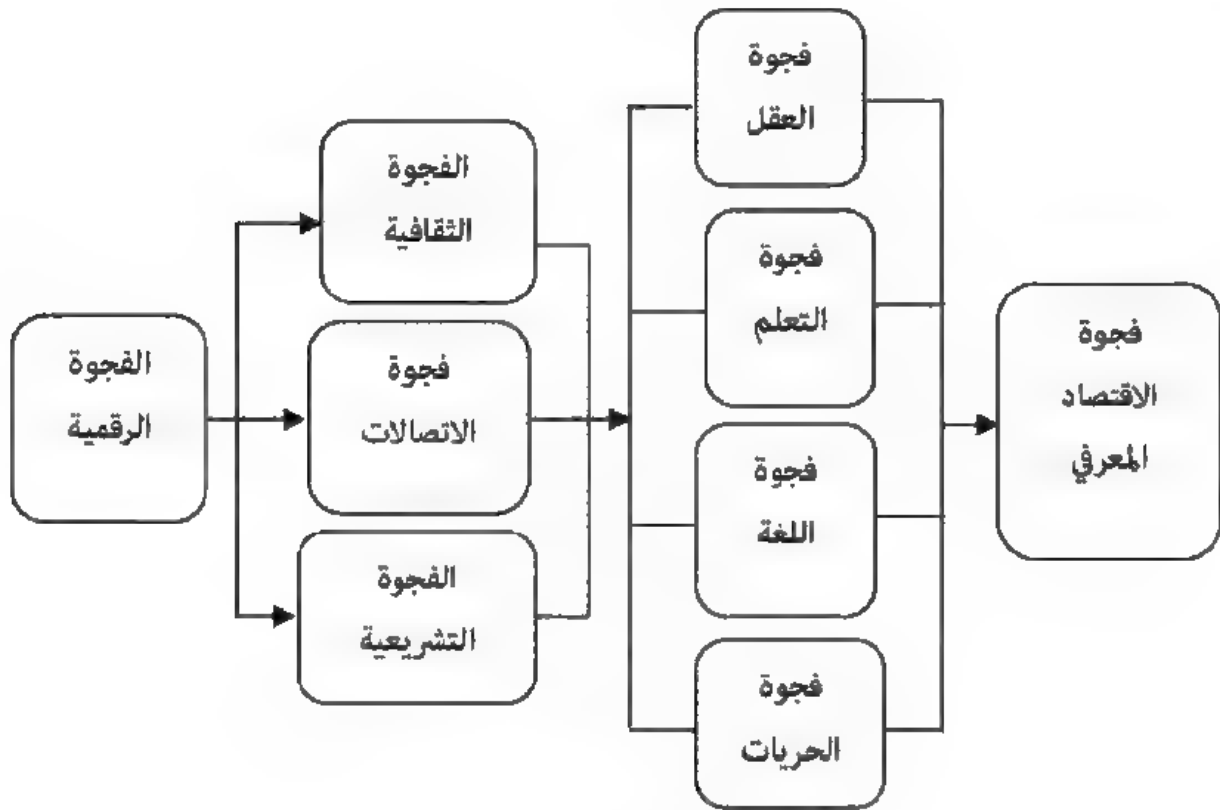 الفجوة
الرقمية
الفجوة
الثقافية
فجوة
الاتصالات
الفجوة
التشريعية
فجوة
العقل
فجوة
التعلم
فجوة
اللغة
فجوة
الحريات
فجوة
الاقتصاد
المعرفي